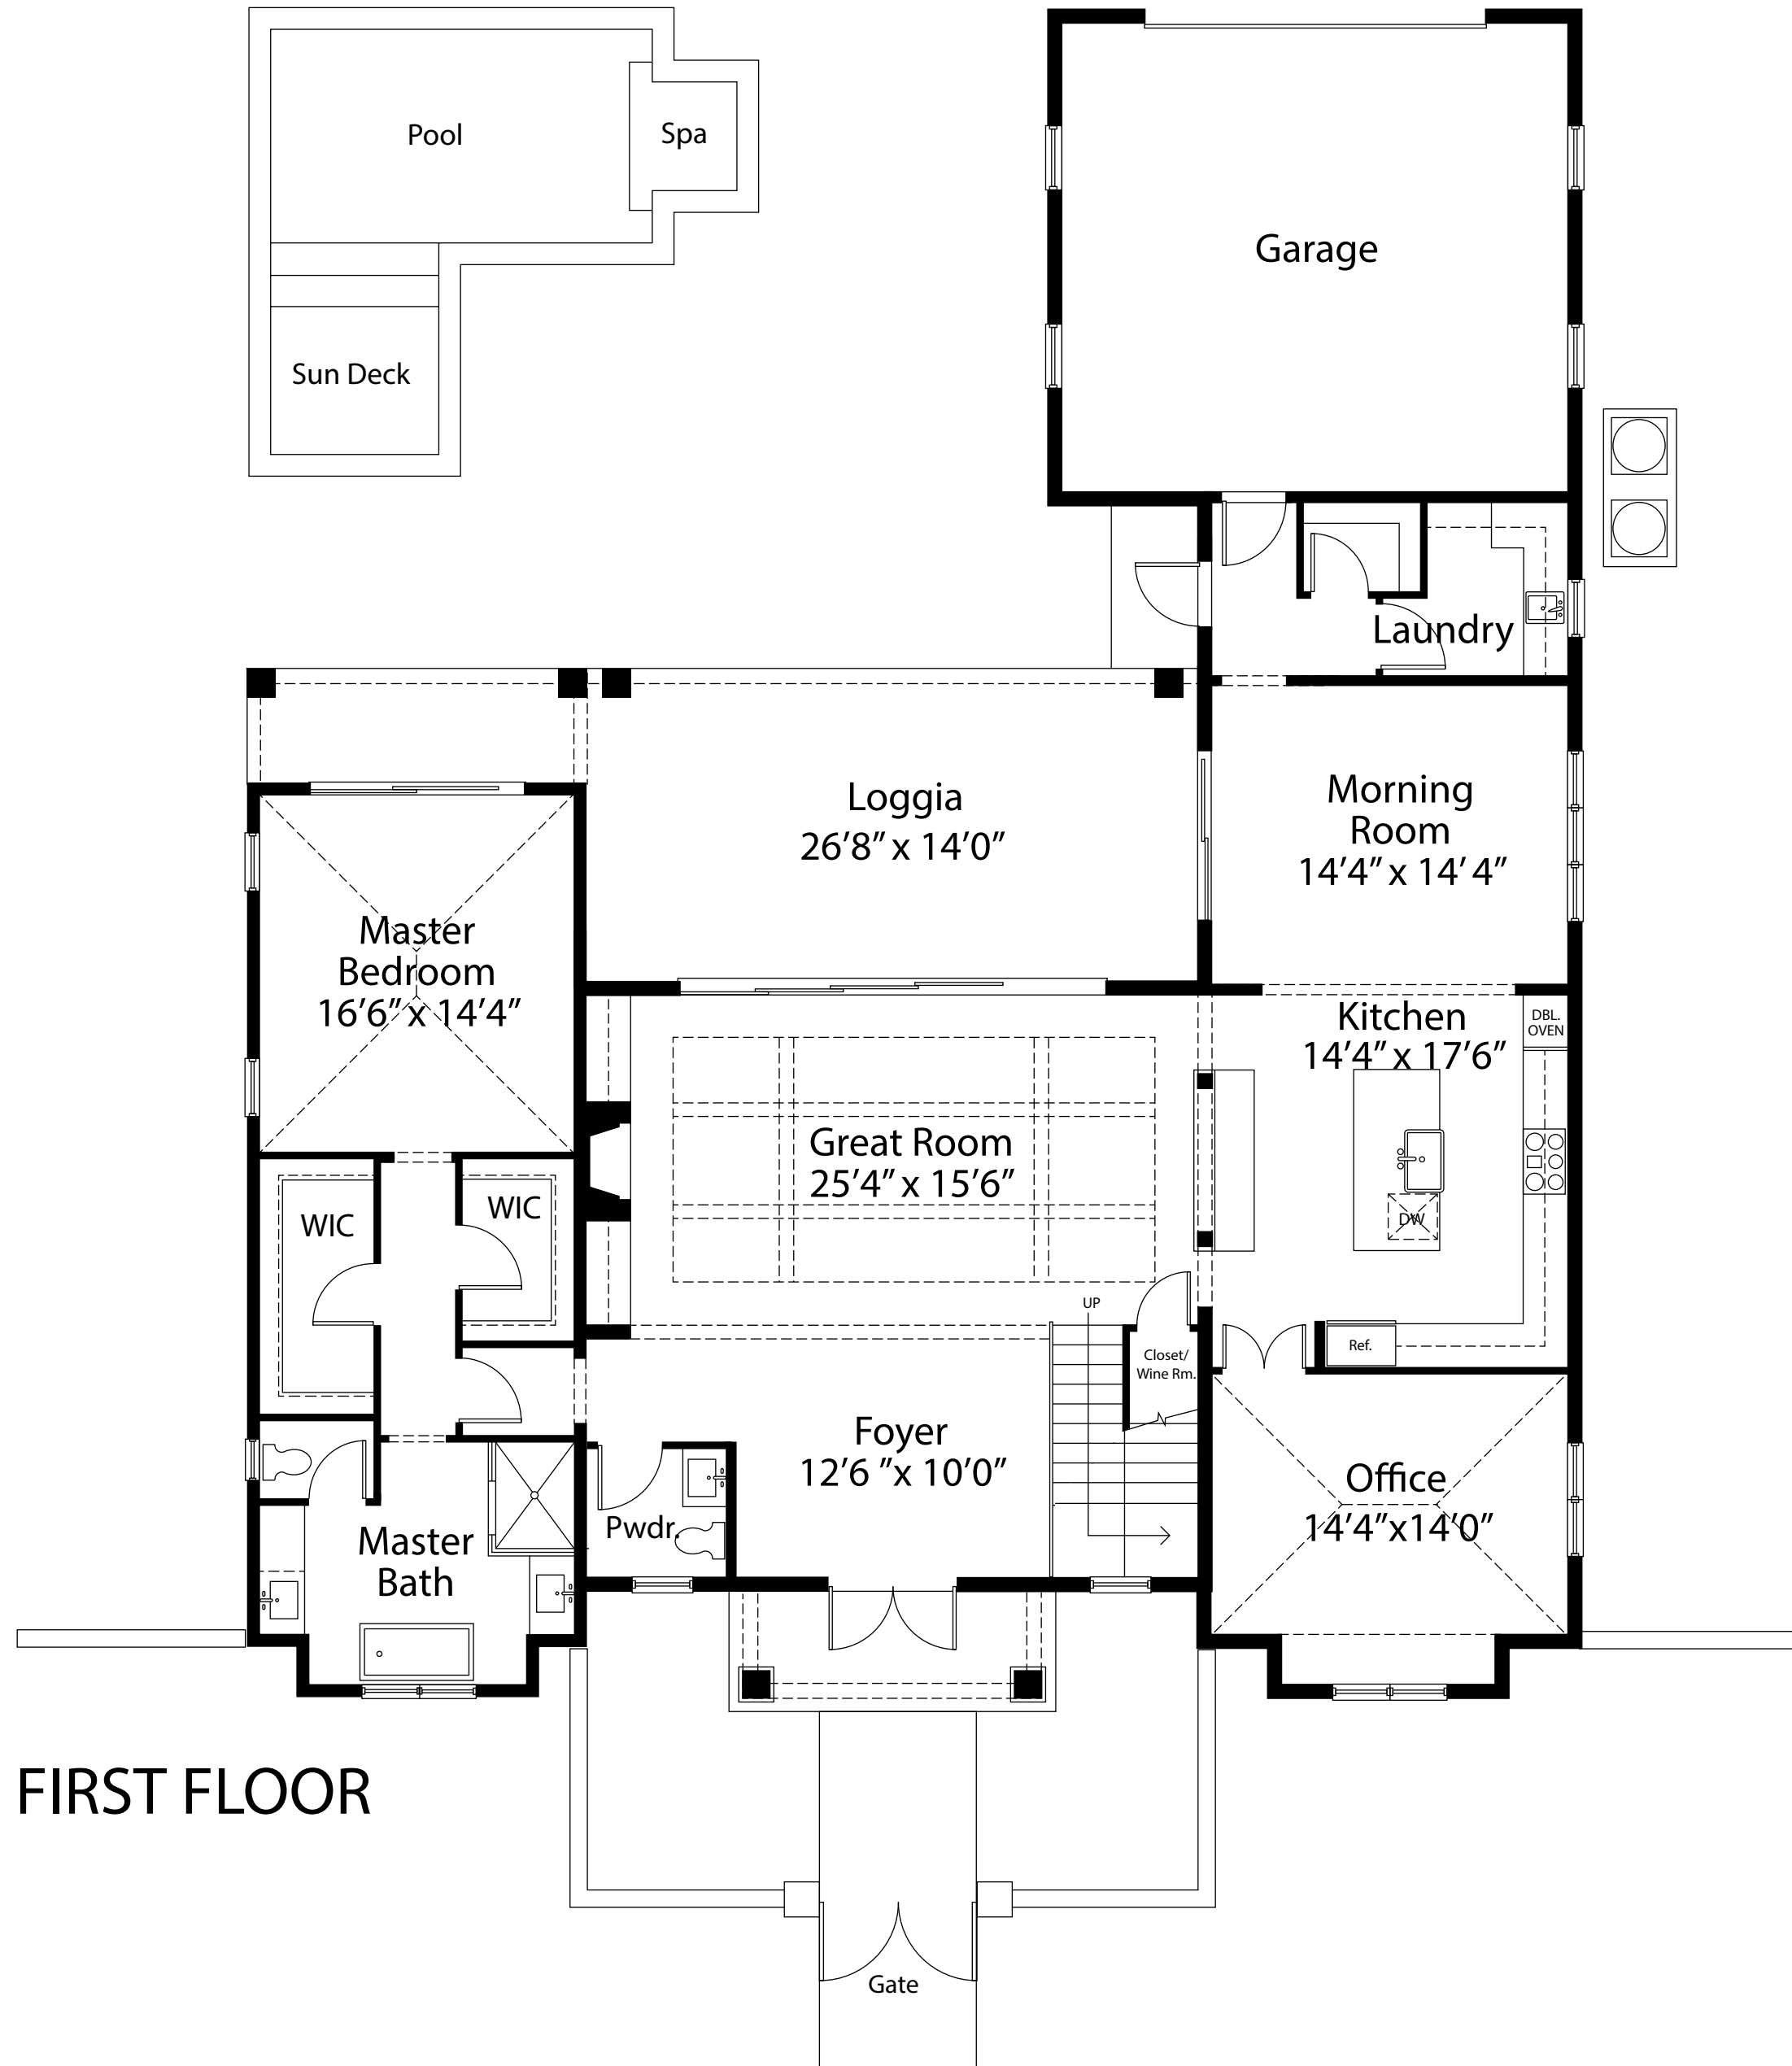 Pool
Spa
Garage
Sun Deck
Laundry
Loggia
26’8” x 14’0”
Morning
Room
14’4” x 14’ 4”
Master
Bedroom
16’6” x 14’4”
Kitchen
14’4” x 17’6”
DBL.
OVEN
Great Room
25’4” x 15’6”
WIC
WIC
DW
UP
Closet/
Wine Rm.
Ref.
Foyer
12’6 ”x 10’0”
Office
14’4”x14’0”
Pwdr.
Master
Bath
FIRST FLOOR
Gate